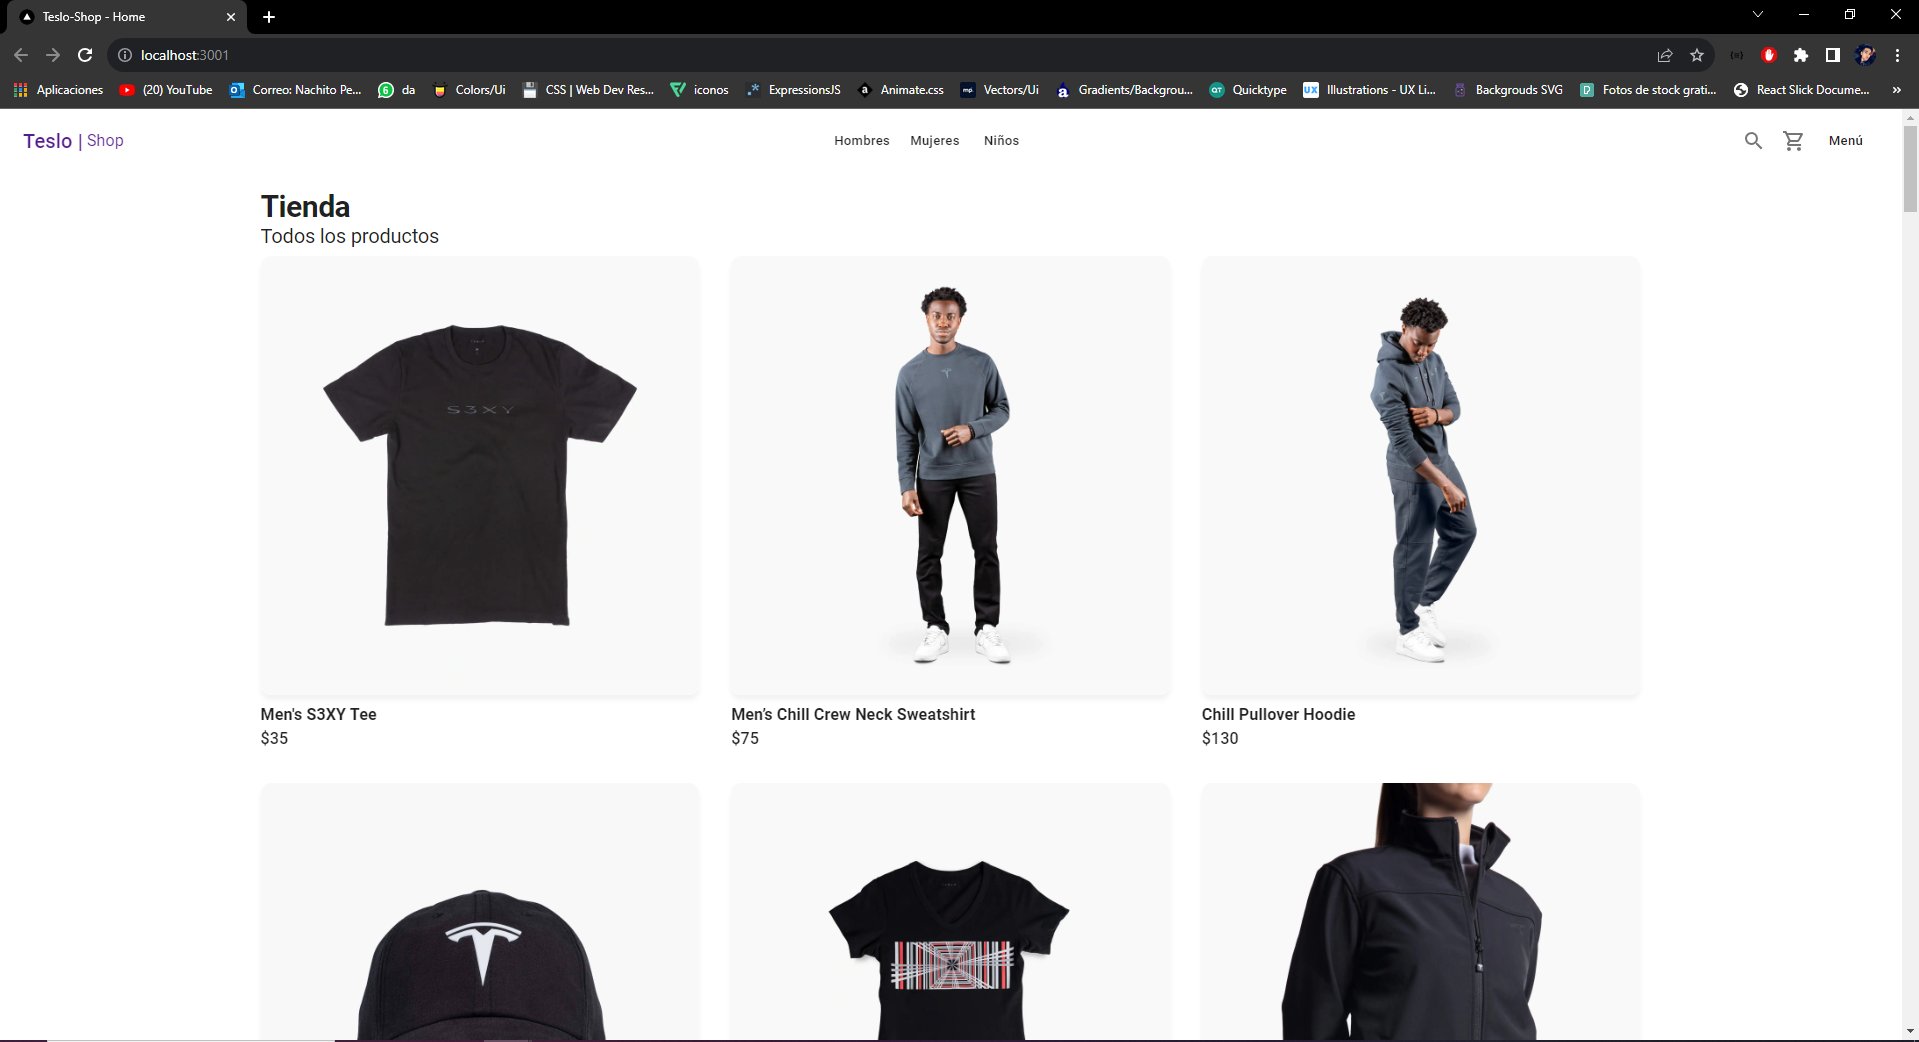 Teslo-Shop - Home
localhost:3001
Aplicaciones (20) YouTube Correo: Nachito Pe... da Colors/Ui CSS | Web Dev Res... iconos ExpressionsJS Animate.css Vectors/Ui Gradients/Backgrou... Quicktype Illustrations - UX Li... Backgrouds SVG Fotos de stock grati... React Slick Docume... »
Teslo | Shop Hombres Mujeres Niños Menú
Tienda
Todos los productos
S3XY
Men's S3XY Tee Men’s Chill Crew Neck Sweatshirt Chill Pullover Hoodie
$35 $75 $130